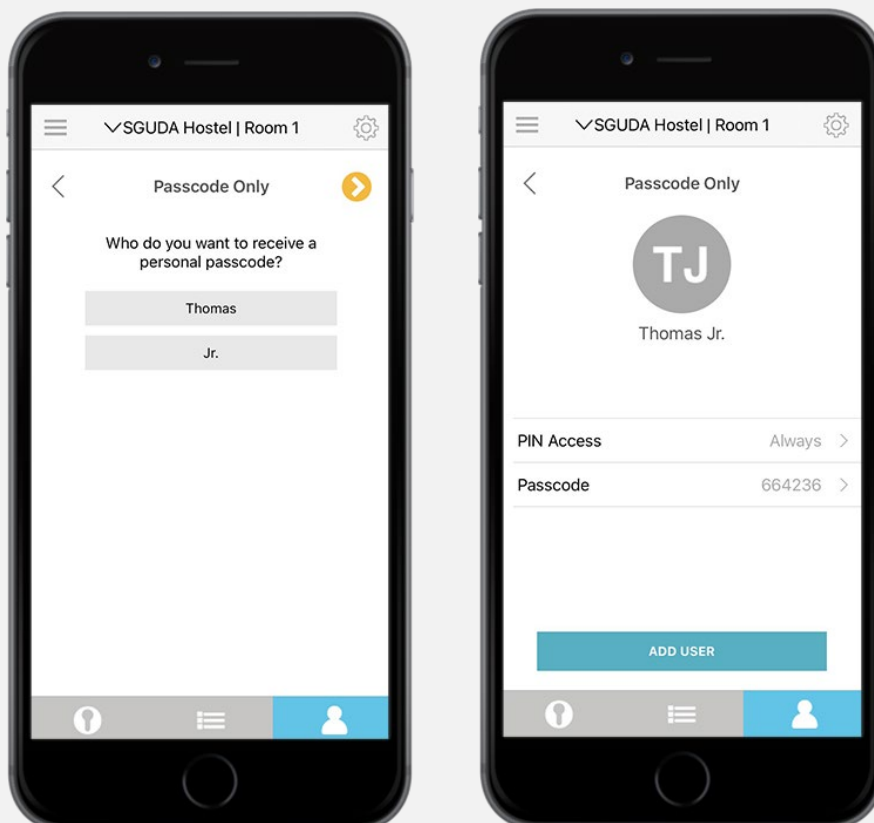 SGUDA Hostel | Room 1
Passcode Only
Who do you want to receive a
personal passcode?
Thomas
Jr.
SGUDA Hostel | Room 1
Passcode Only
TJ
Thomas Jr.
PIN Access Always
Passcode 664236
ADD USER